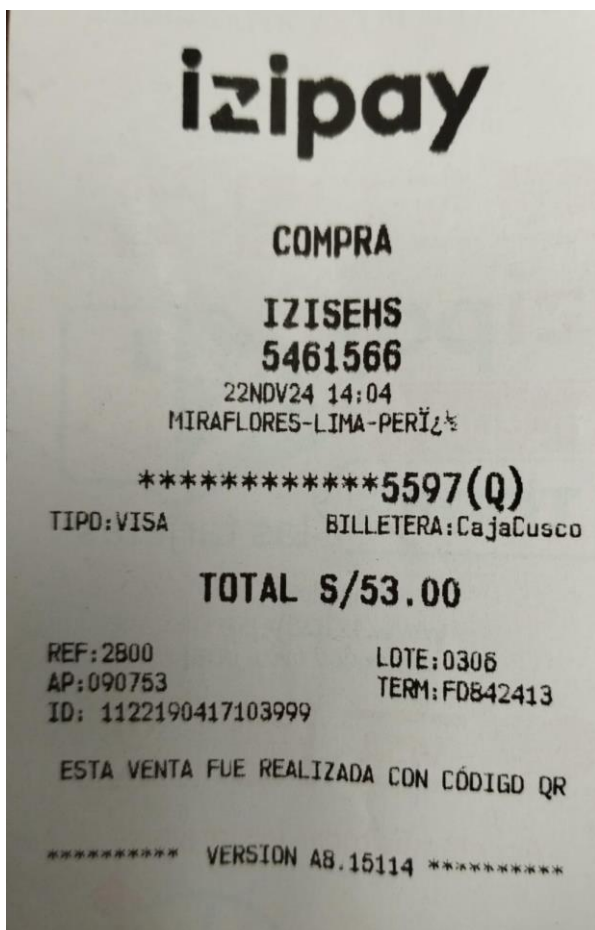 izipay
COMPRA
IZISEHS
5461566
22NOV24 14:04
MIRAFLORES-LIMA-PERÏ¿½
************5597(Q)
TIPO:VISA BILLETERA:CajaCusco
TOTAL S/53.00
REF:2800 LOTE:0306
AP:090753 TERM:FD842413
ID: 1122190417103999
ESTA VENTA FUE REALIZADA CON CÓDIGO QR
********** VERSION A8.15114 **********